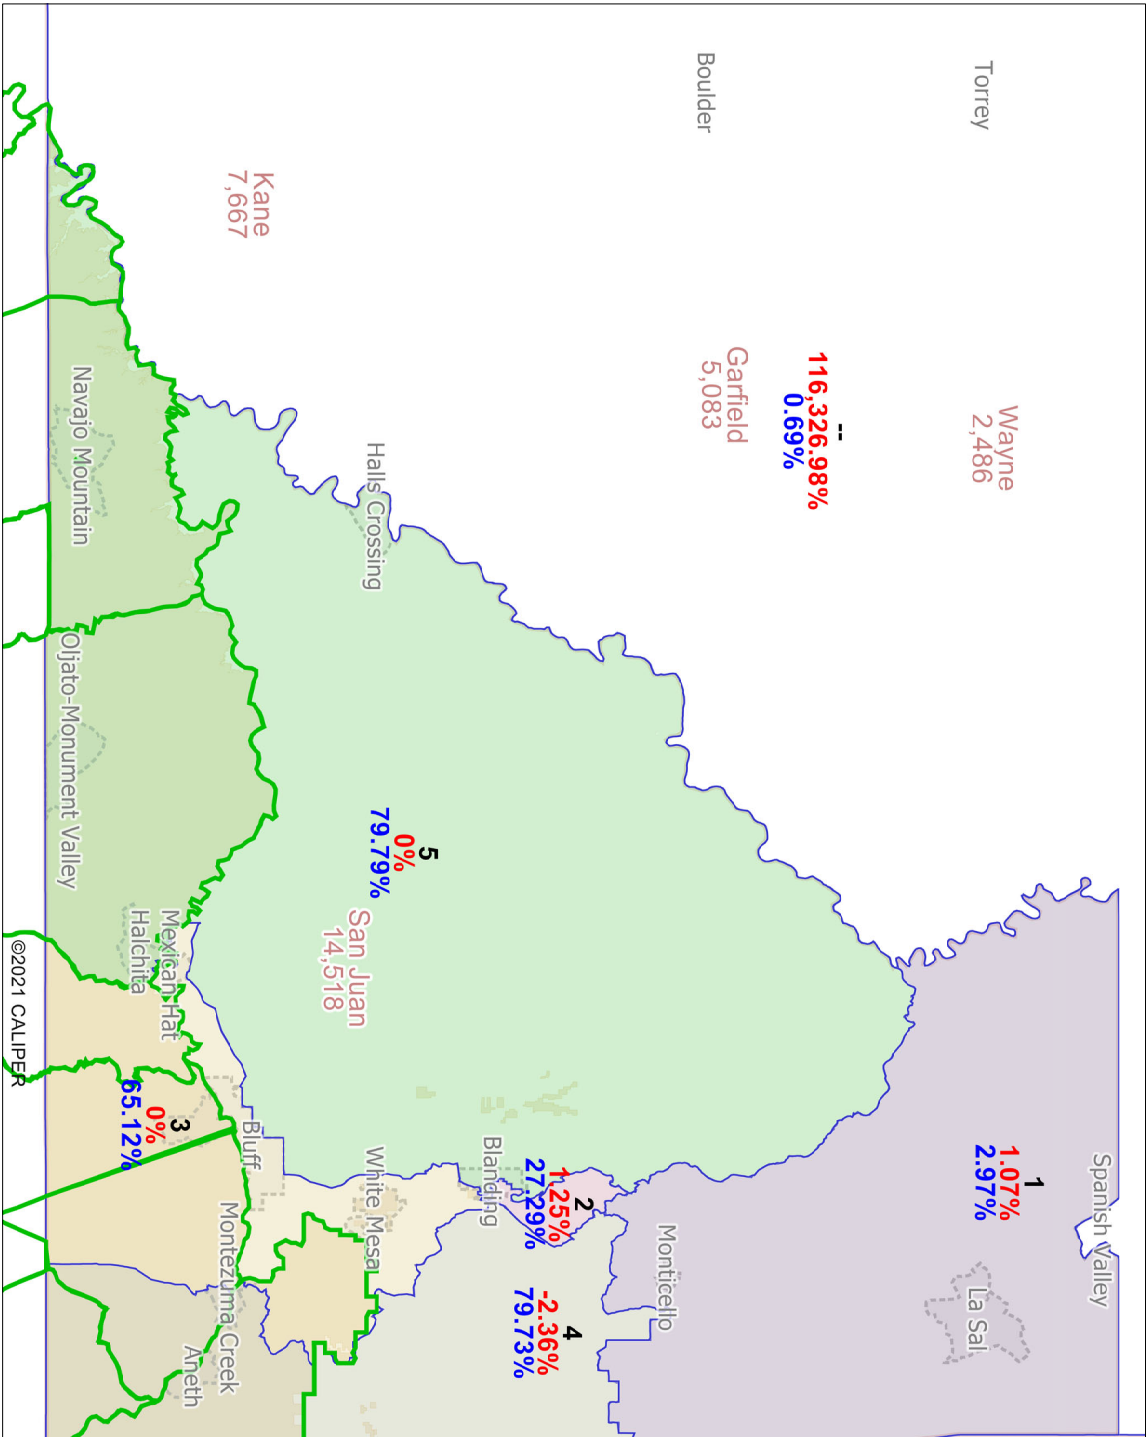 Torrey
Wayne
2,486
Boulder
--
116,326.98%
0.69%
Garfield
5,083
Kane
7,667
Spanish Valley
1
1.07%
2.97%
La Sal
Monticello
Halls Crossing
5
0%
79.79%
San Juan
14,518
Blanding
2
1.25%
27.29%
4
-2.36%
79.73%
White Mesa
Navajo Mountain
Oljato-Monument Valley
Mexican Hat
Halchita
Bluff
3
0%
65.12%
Montezuma Creek
Aneth
©2021 CALIPER